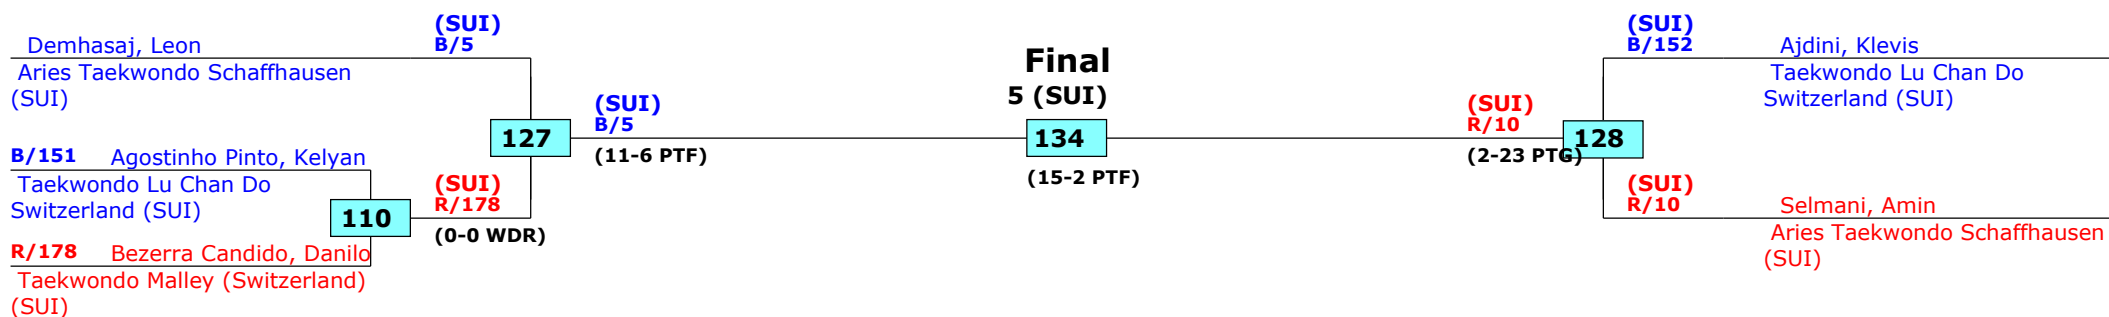 (SUI)
B/5
Demhasaj, Leon
Aries Taekwondo Schaffhausen
(SUI)
B/151 Agostinho Pinto, Kelyan
Taekwondo Lu Chan Do
Switzerland (SUI)
R/178 Bezerra Candido, Danilo
Taekwondo Malley (Switzerland)
(SUI)
110
(SUI)
R/178
(0-0 WDR)
127
(SUI)
B/5
(11-6 PTF)
Final
5 (SUI)
134
(15-2 PTF)
(SUI)
R/10
(2-23 PTG)
128
(SUI)
B/152 Ajdini, Klevis
Taekwondo Lu Chan Do
Switzerland (SUI)
(SUI)
R/10 Selmani, Amin
Aries Taekwondo Schaffhausen
(SUI)